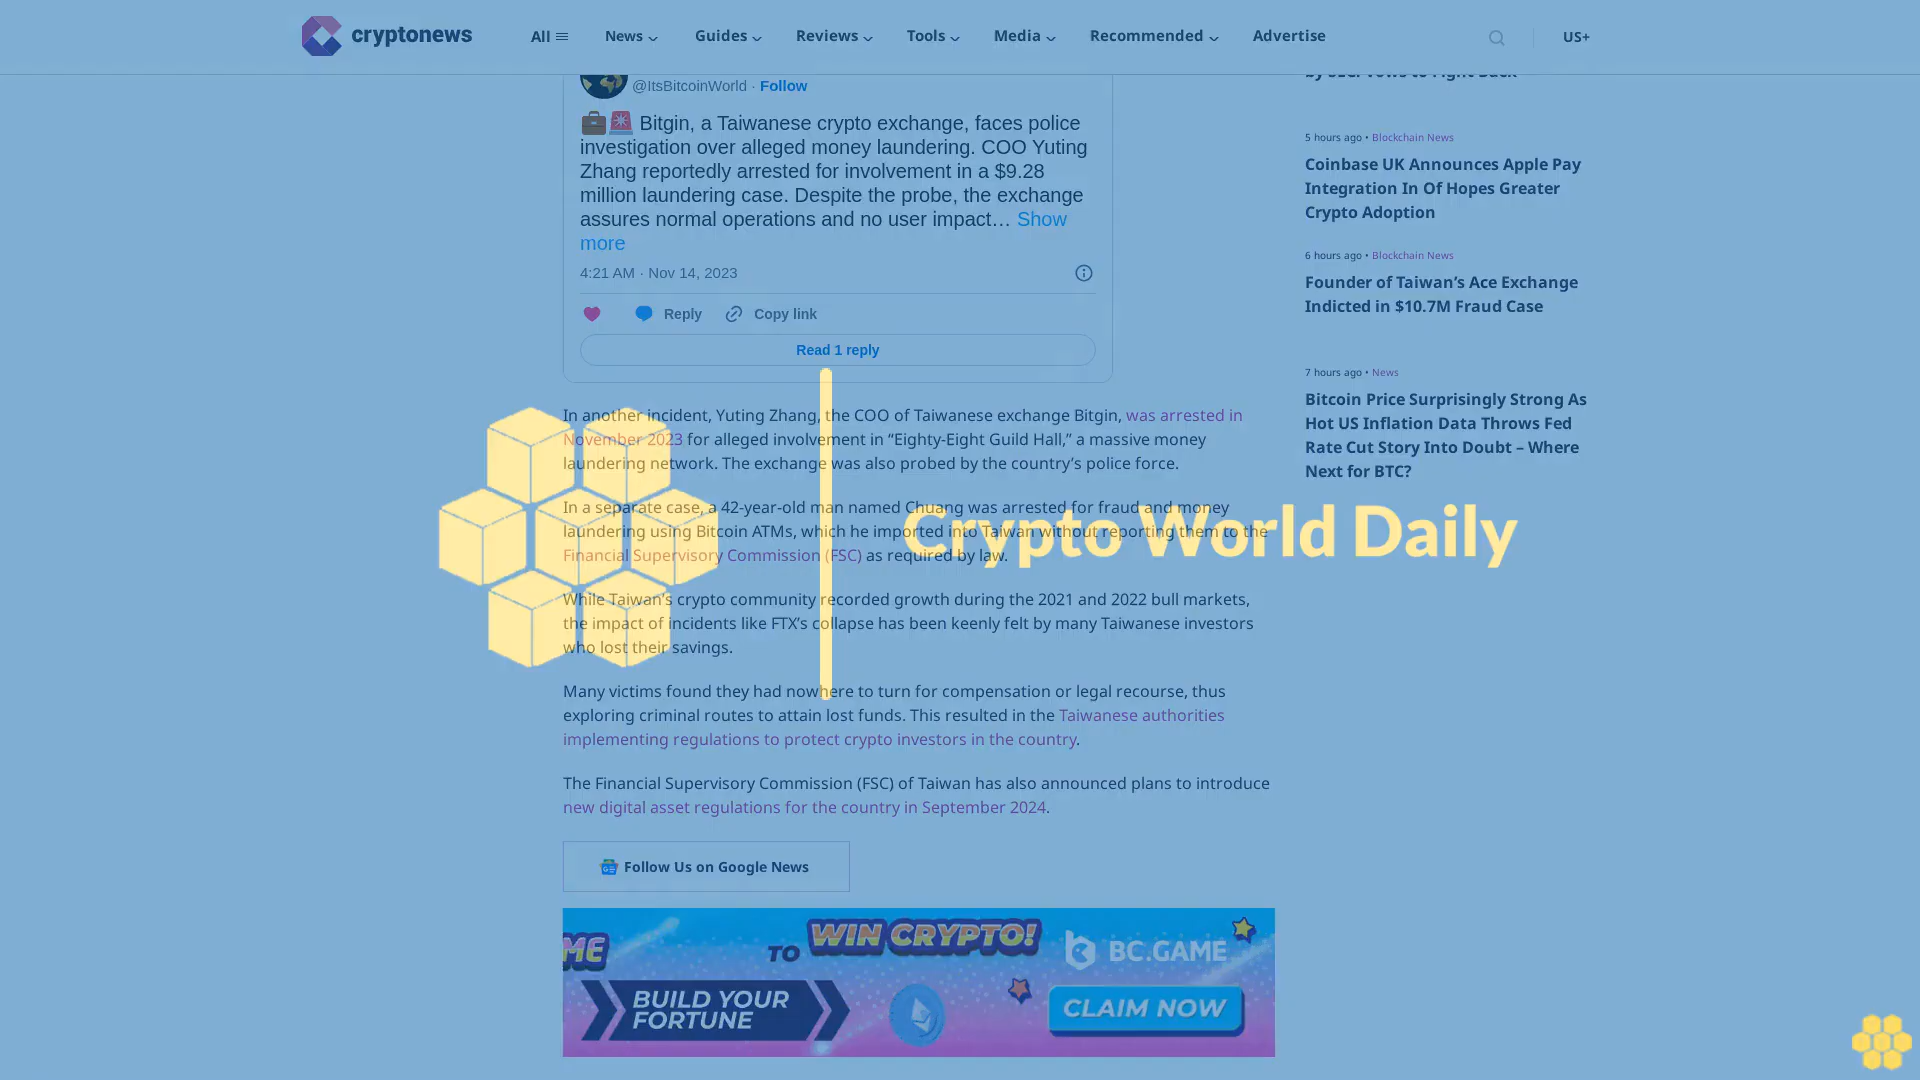 cryptonews
All
News
Guides
Reviews
Tools
Media
Recommended
Advertise
US+
@ItsBitcoinWorld · Follow
Bitgin, a Taiwanese crypto exchange, faces police
investigation over alleged money laundering. COO Yuting
Zhang reportedly arrested for involvement in a $9.28
million laundering case. Despite the probe, the exchange
assures normal operations and no user impact… Show
more
4:21 AM · Nov 14, 2023
Reply
Copy link
Read 1 reply
In another incident, Yuting Zhang, the COO of Taiwanese exchange Bitgin, was arrested in
November 2023 for alleged involvement in “Eighty-Eight Guild Hall,” a massive money
laundering network. The exchange was also probed by the country’s police force.
In a separate case, a 42-year-old man named Chuang was arrested for fraud and money
laundering using Bitcoin ATMs, which he imported into Taiwan without reporting them to the
Financial Supervisory Commission (FSC) as required by law.
While Taiwan’s crypto community recorded growth during the 2021 and 2022 bull markets,
the impact of incidents like FTX’s collapse has been keenly felt by many Taiwanese investors
who lost their savings.
Many victims found they had nowhere to turn for compensation or legal recourse, thus
exploring criminal routes to attain lost funds. This resulted in the Taiwanese authorities
implementing regulations to protect crypto investors in the country.
The Financial Supervisory Commission (FSC) of Taiwan has also announced plans to introduce
new digital asset regulations for the country in September 2024.
Follow Us on Google News
ME
TO WIN CRYPTO!
BC.GAME
BUILD YOUR
FORTUNE
CLAIM NOW
Crypto World Daily
5 hours ago • Blockchain News
Coinbase UK Announces Apple Pay
Integration In Of Hopes Greater
Crypto Adoption
6 hours ago • Blockchain News
Founder of Taiwan’s Ace Exchange
Indicted in $10.7M Fraud Case
7 hours ago • News
Bitcoin Price Surprisingly Strong As
Hot US Inflation Data Throws Fed
Rate Cut Story Into Doubt – Where
Next for BTC?